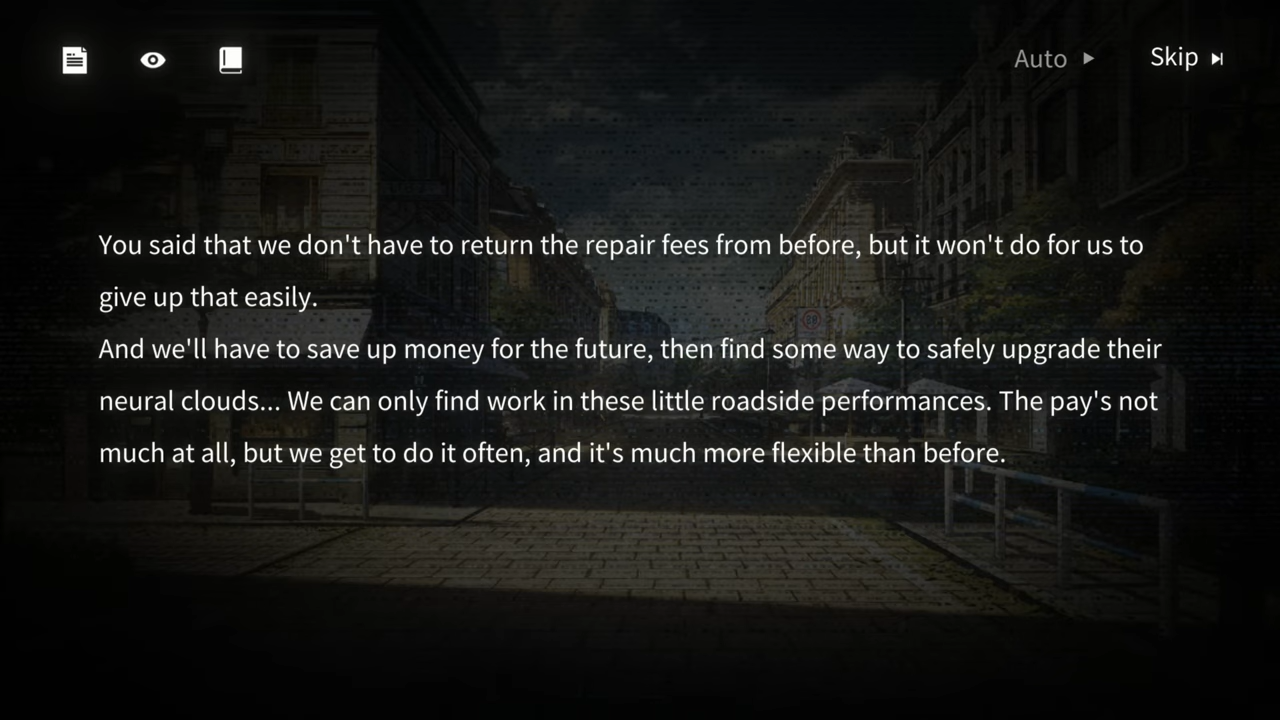 Auto
Skip
You said that we don't have to return the repair fees from before, but it won't do for us to
give up that easily.
And we'll have to save up money for the future, then find some way to safely upgrade their
neural clouds... We can only find work in these little roadside performances. The pay's not
much at all, but we get to do it often, and it's much more flexible than before.